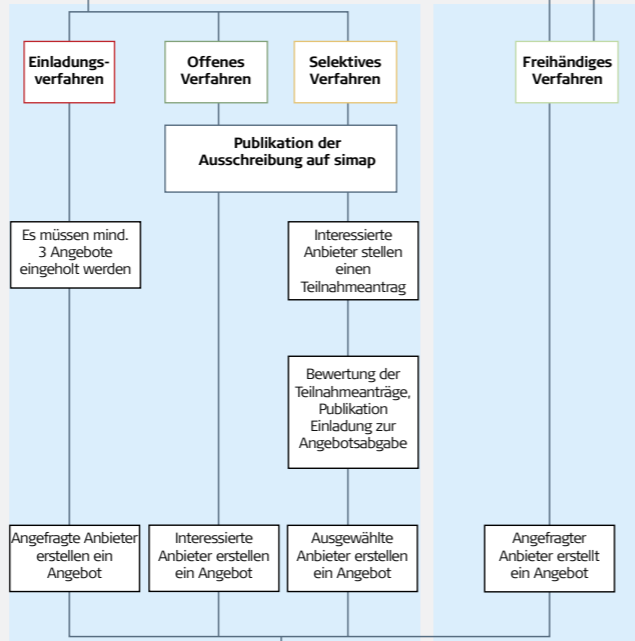 Einladungs-
verfahren
Offenes
Verfahren
Selektives
Verfahren
Freihändiges
Verfahren
Publikation der
Ausschreibung auf simap
Es müssen mind.
3 Angebote
eingeholt werden
Interessierte
Anbieter stellen
einen
Teilnahmeantrag
Bewertung der
Teilnahmeanträge,
Publikation
Einladung zur
Angebotsabgabe
Angefragte Anbieter
erstellen ein
Angebot
Interessierte
Anbieter erstellen
ein Angebot
Ausgewählte
Anbieter erstellen
ein Angebot
Angefragter
Anbieter erstellt
ein Angebot